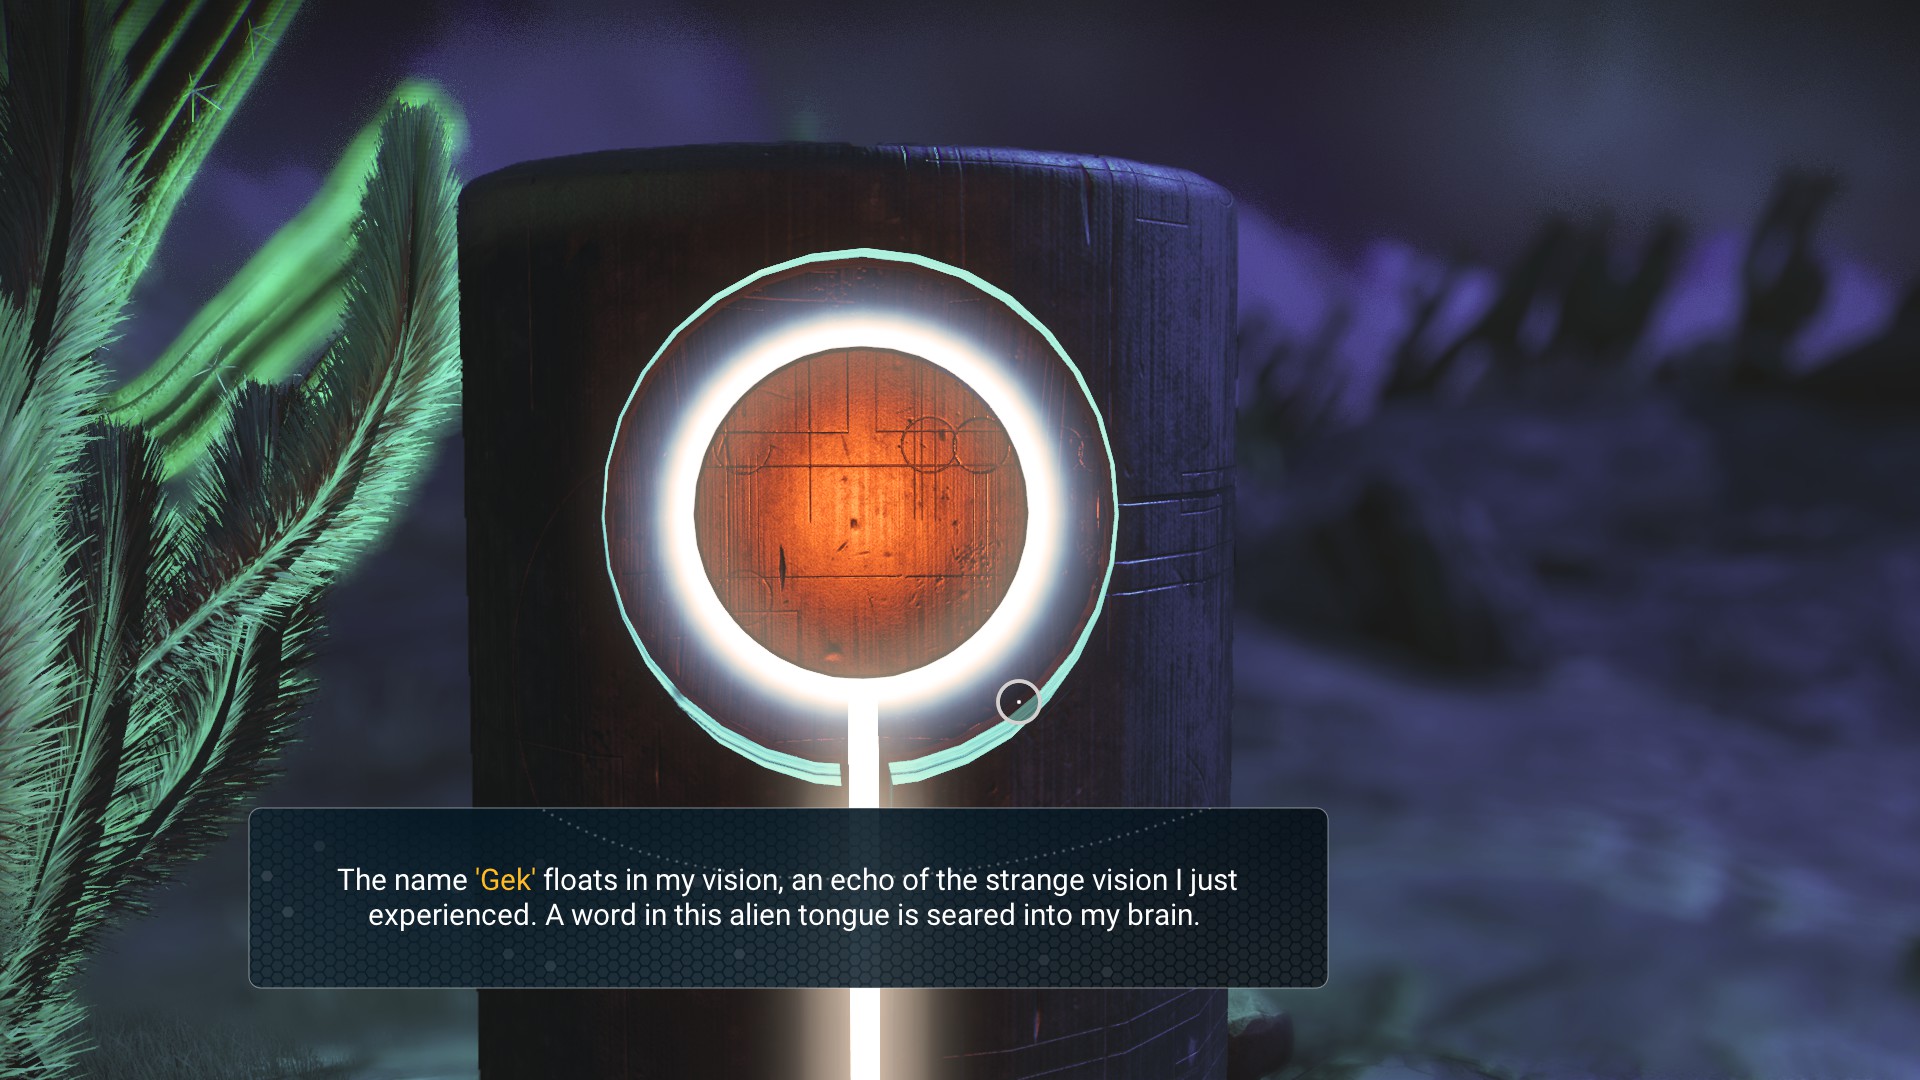 The name 'Gek' floats in my vision, an echo of the strange vision I just
experienced. A word in this alien tongue is seared into my brain.